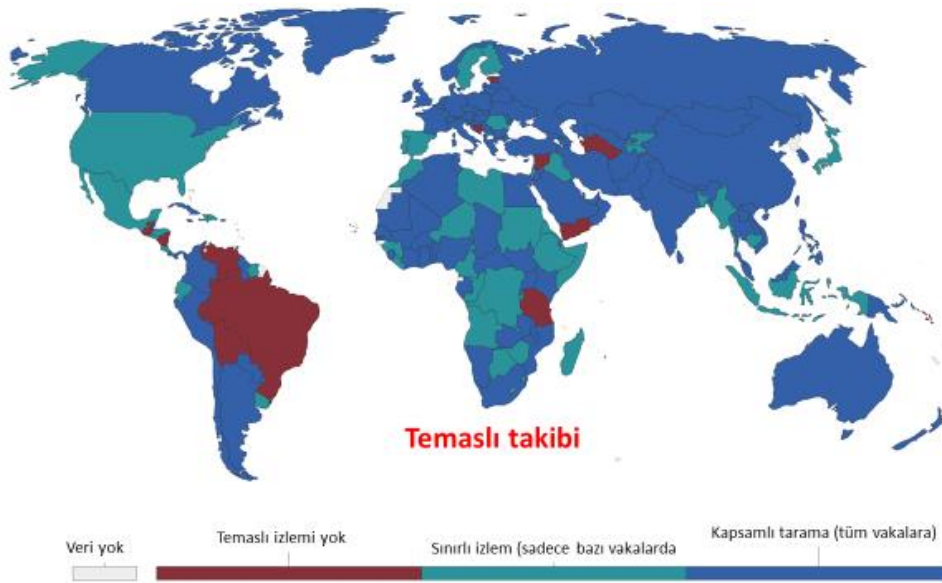 Temaslı takibi
Veri yok
Temaslı izlemi yok
Sınırlı izlem (sadece bazı vakalarda
Kapsamlı tarama (tüm vakalara)